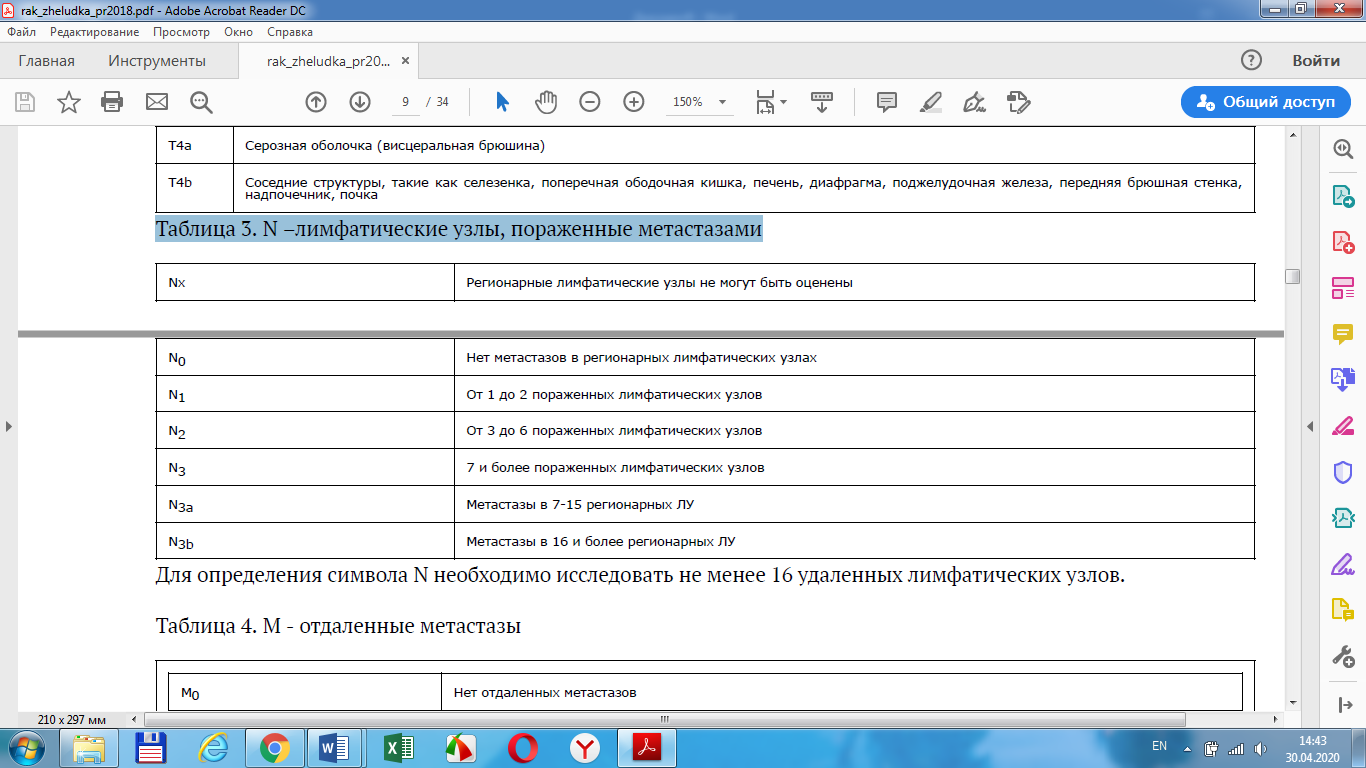 rak_zheludka_pr2018.pdf - Adobe Acrobat Reader DC
Файл Редактирование Просмотр Окно Справка
Главная Инструменты rak_zheludka_pr20... × Войти
9 / 34 150% Общий доступ
T4a Серозная оболочка (висцеральная брюшина)
T4b Соседние структуры, такие как селезенка, поперечная ободочная кишка, печень, диафрагма, поджелудочная железа, передняя брюшная стенка,
надпочечник, почка
Таблица 3. N –лимфатические узлы, пораженные метастазами
Nx Регионарные лимфатические узлы не могут быть оценены
N0 Нет метастазов в регионарных лимфатических узлах
N1 От 1 до 2 пораженных лимфатических узлов
N2 От 3 до 6 пораженных лимфатических узлов
N3 7 и более пораженных лимфатических узлов
N3a Метастазы в 7-15 регионарных ЛУ
N3b Метастазы в 16 и более регионарных ЛУ
Для определения символа N необходимо исследовать не менее 16 удаленных лимфатических узлов.
Таблица 4. М - отдаленные метастазы
M0 Нет отдаленных метастазов
210 x 297 мм
EN 14:43
30.04.2020